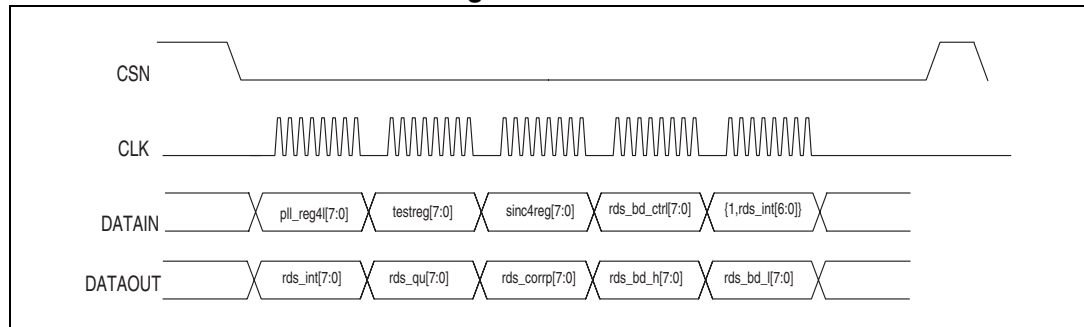 CSN
CLK
DATAIN pll_reg4l[7:0] testreg[7:0] sinc4reg[7:0] rds_bd_ctrl[7:0] {1,rds_int[6:0]}
DATAOUT rds_int[7:0] rds_qu[7:0] rds_corrp[7:0] rds_bd_h[7:0] rds_bd_l[7:0]